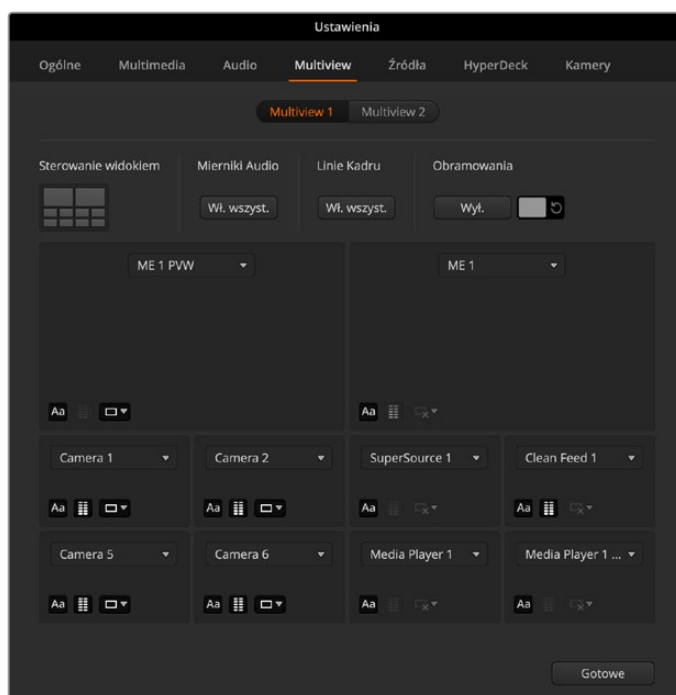 Ustawienia
Ogólne Multimedia Audio Multiview Źródła HyperDeck Kamery
Multiview 1 Multiview 2
Sterowanie widokiem Mierniki Audio Linie Kadru Obramowania
Wł. wszyst. Wł. wszyst. Wył.
ME 1 PVW ME 1
Aa Aa
Camera 1 Camera 2 SuperSource 1 Clean Feed 1
Aa Aa Aa Aa
Camera 5 Camera 6 Media Player 1 Media Player 1 ...
Aa Aa Aa Aa
Gotowe